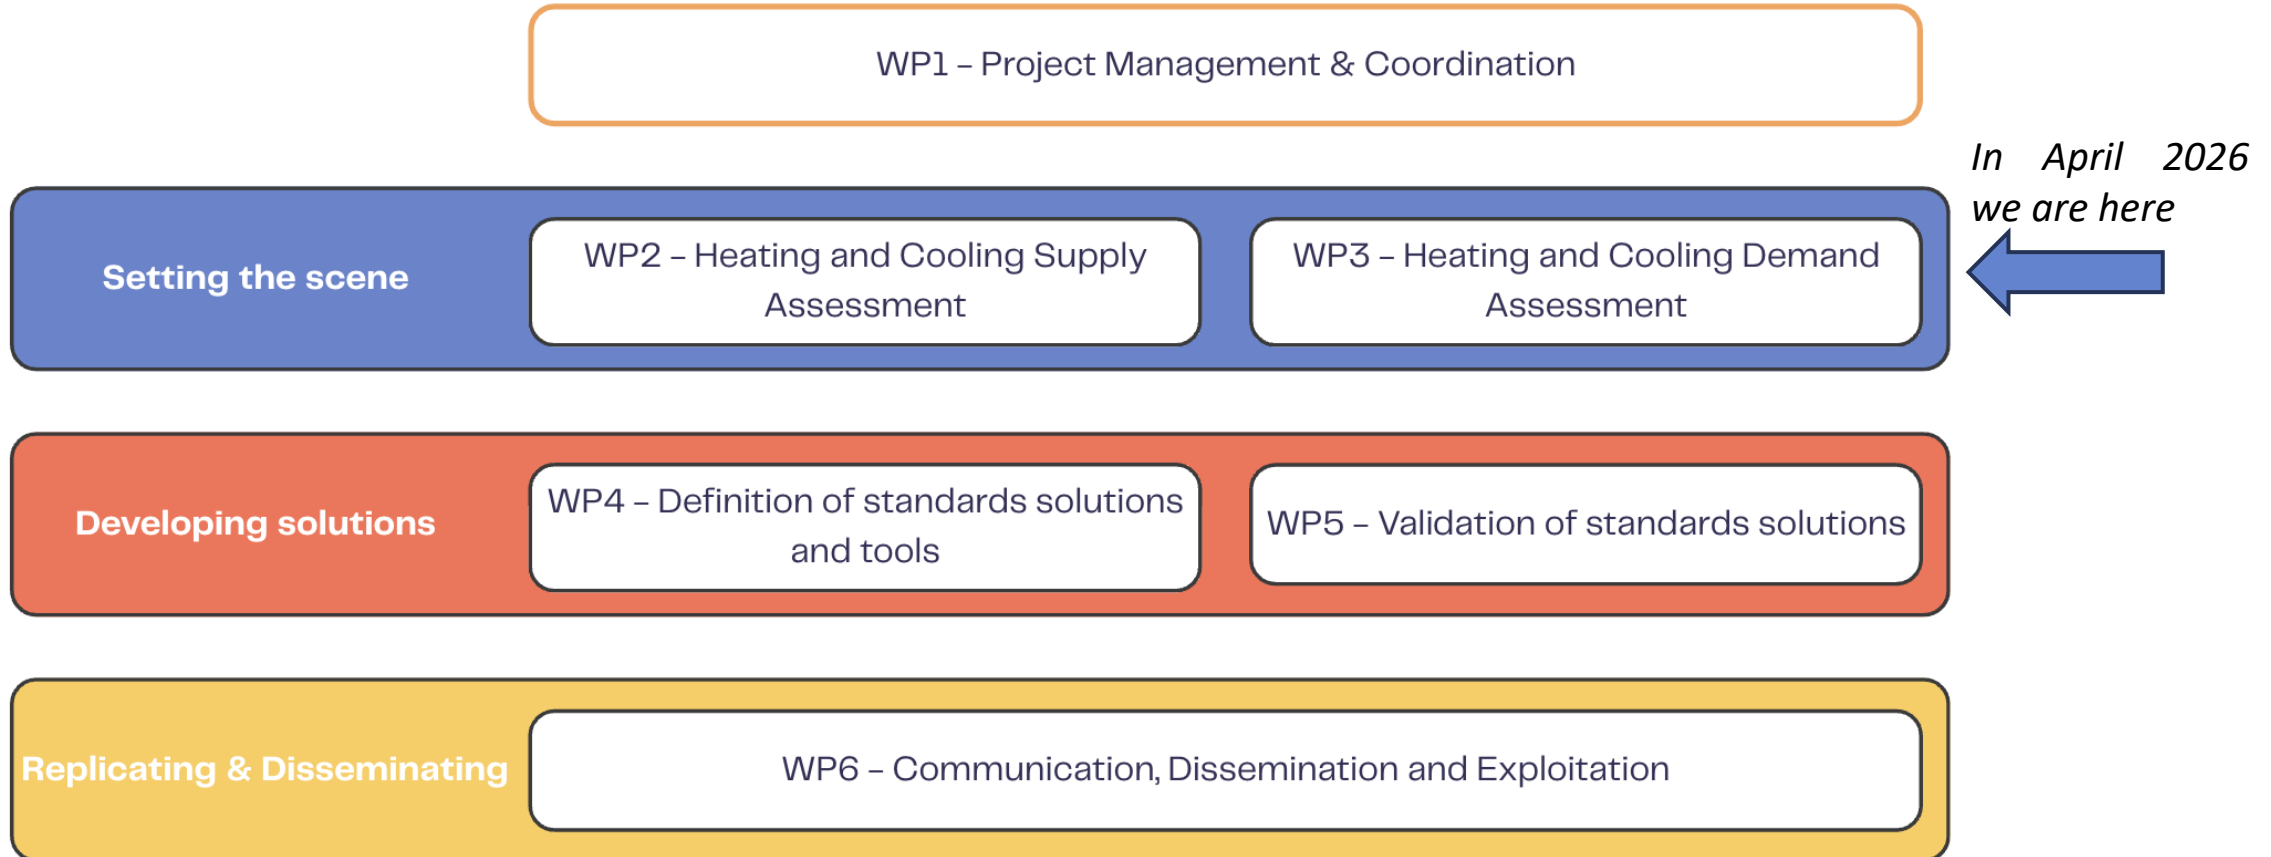 WP1 – Project Management & Coordination
In April 2026
we are here
Setting the scene
WP2 – Heating and Cooling Supply
Assessment
WP3 – Heating and Cooling Demand
Assessment
Developing solutions
WP4 – Definition of standards solutions
and tools
WP5 – Validation of standards solutions
Replicating & Disseminating
WP6 – Communication, Dissemination and Exploitation